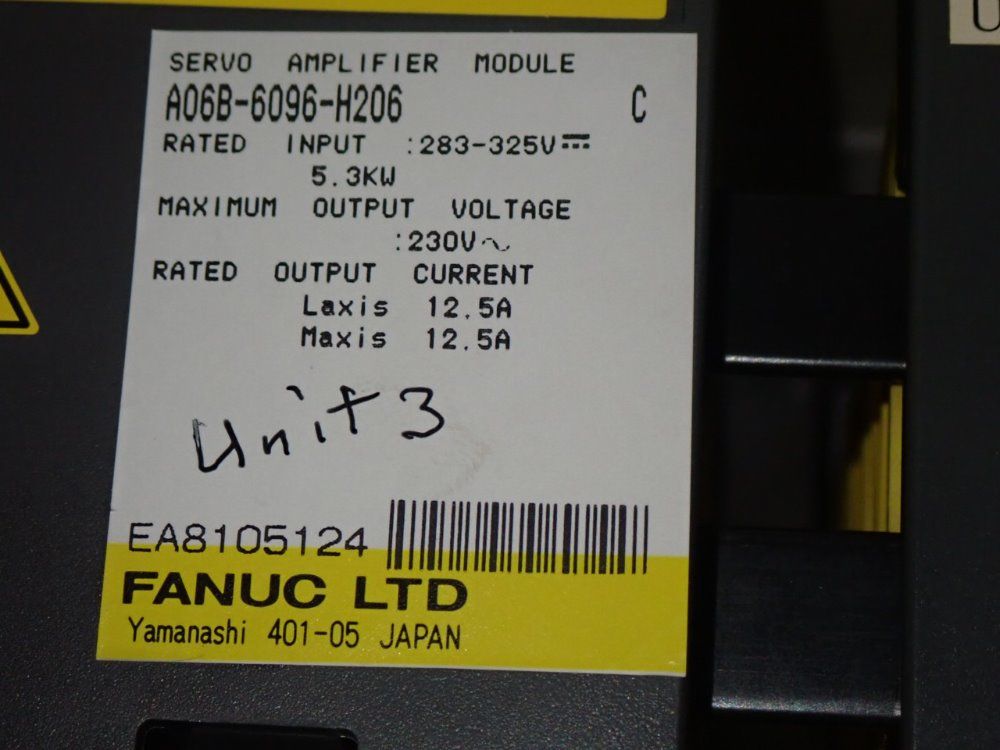 SERVO AMPLIFIER MODULE
A06B-6096-H206 C
RATED INPUT :283-325V⎓
5.3KW
MAXIMUM OUTPUT VOLTAGE
:230V～
RATED OUTPUT CURRENT
Laxis 12.5A
Maxis 12.5A
Unit 3
EA8105124
FANUC LTD
Yamanashi 401-05 JAPAN